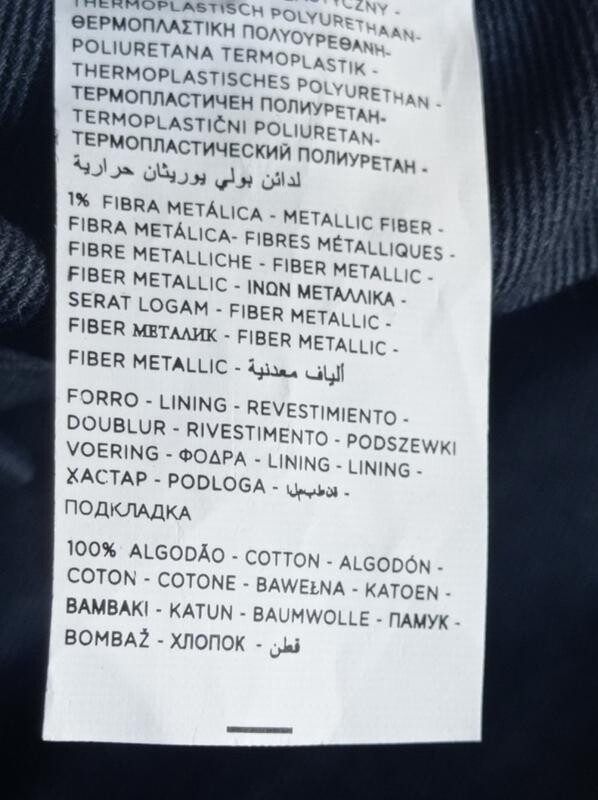 THERMOPLASTISCH POLYURETHAAN-
ΘΕΡΜΟΠΛΑΣΤΙΚΗ ΠΟΛΥΟΥΡΕΘΑΝΗ-
POLIURETANA TERMOPLASTIK -
THERMOPLASTISCHES POLYURETHAN -
ТЕРМОПЛАСТИЧЕН ПОЛИУРЕТАН-
TERMOPLASTIČNI POLIURETAN-
ТЕРМОПЛАСТИЧЕСКИЙ ПОЛИУРЕТАН -
لدائن بولي يوريثان حرارية
1% FIBRA METÁLICA - METALLIC FIBER -
FIBRA METÁLICA- FIBRES MÉTALLIQUES -
FIBRE METALLICHE - FIBER METALLIC -
FIBER METALLIC - ΙΝΩΝ ΜΕΤΑΛΛΙΚΑ -
SERAT LOGAM - FIBER METALLIC -
FIBER МЕТАЛИК - FIBER METALLIC -
FIBER METALLIC - ألياف معدنية
FORRO - LINING - REVESTIMIENTO -
DOUBLUR - RIVESTIMENTO - PODSZEWKI
VOERING - ΦΟΔΡΑ - LINING - LINING -
ХАСТАР - PODLOGA - -
ПОДКЛАДКА
100% ALGODÃO - COTTON - ALGODÓN -
COTON - COTONE - BAWEŁNA - KATOEN -
BAMBAKI - KATUN - BAUMWOLLE - ПАМУК -
BOMBAŽ - ХЛОПОК - قطن